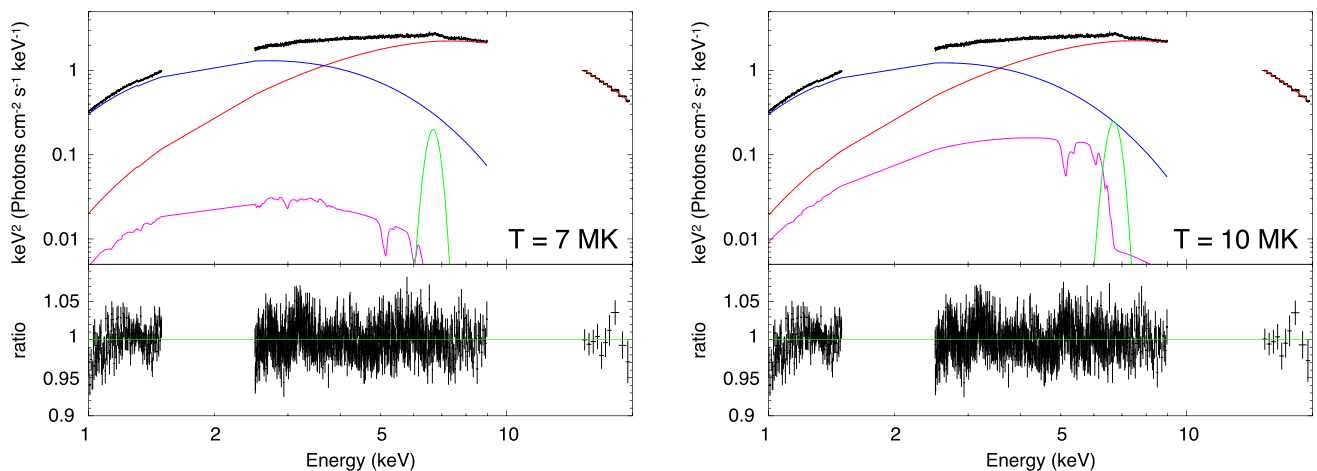 keV² (Photons cm⁻² s⁻¹ keV⁻¹)
1
0.1
0.01
T = 7 MK
ratio
1.05
1
0.95
0.9
1 2 5 10
Energy (keV)
keV² (Photons cm⁻² s⁻¹ keV⁻¹)
1
0.1
0.01
T = 10 MK
ratio
1.05
1
0.95
0.9
1 2 5 10
Energy (keV)